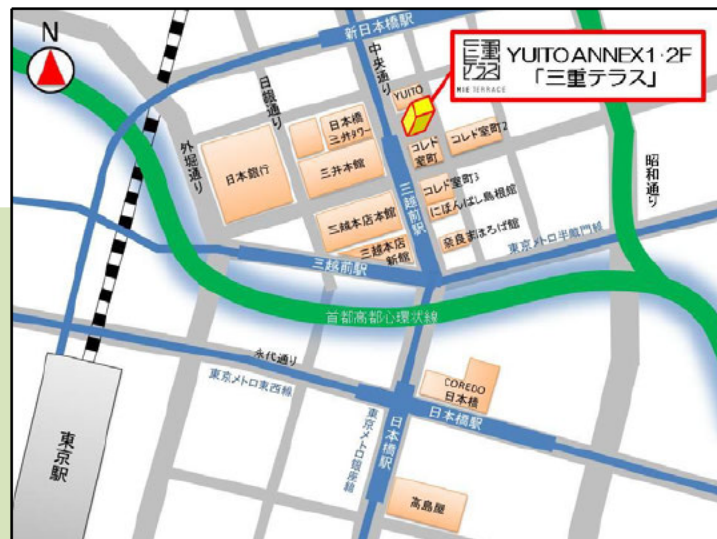 N
新日本橋駅
中央通り
日銀通り
外堀通り
昭和通り
三重
MIE TERRACE
YUITO ANNEX1・2F
「三重テラス」
YUITO
日本橋
三井タワー
日本銀行
三井本館
コレド
室町
コレド室町2
コレド室町3
にほんばし島根館
奈良まほろば館
三越本店本館
三越本店
新館
三越前駅
三越前駅
東京メトロ半蔵門線
首都高都心環状線
永代通り
東京メトロ東西線
COREDO
日本橋
日本橋駅
日本橋駅
東京メトロ銀座線
東京駅
高島屋